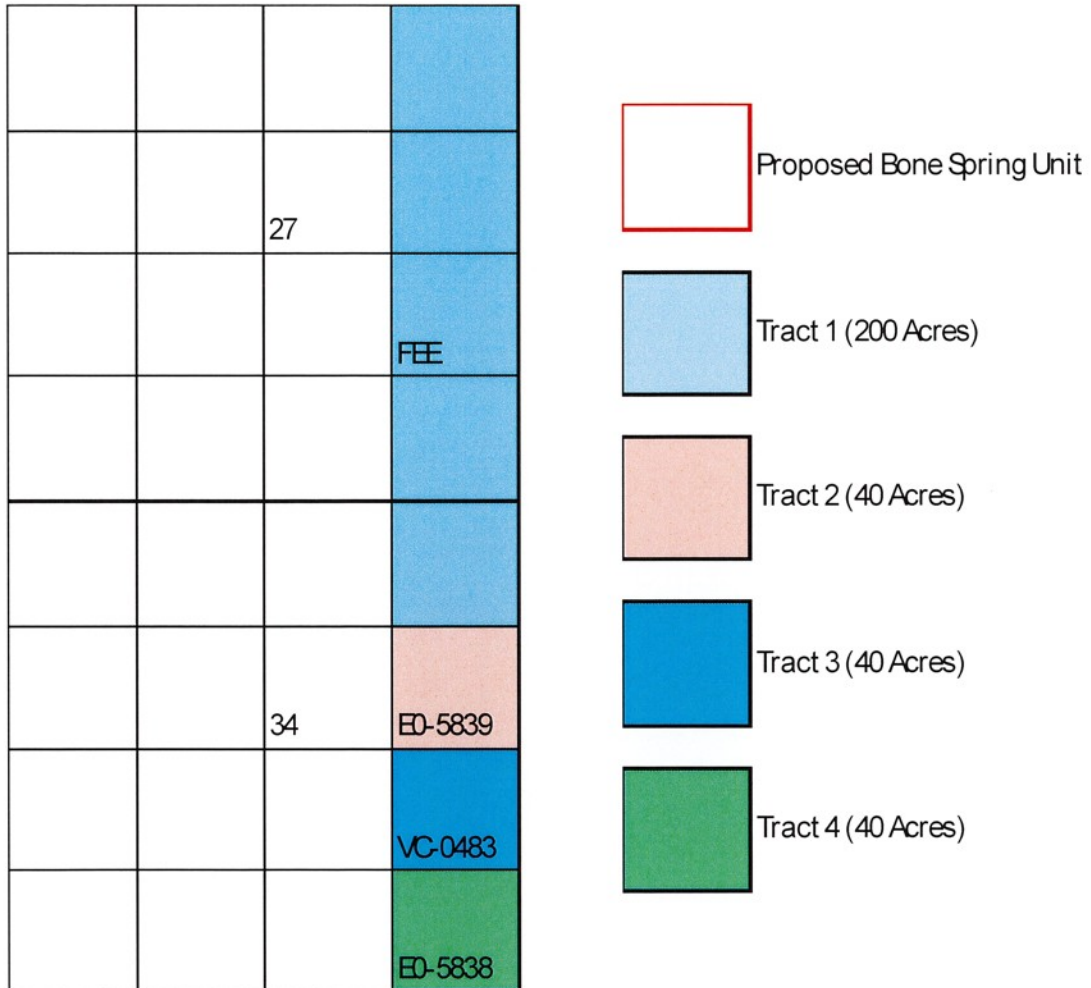 27
FEE
34
E0-5839
VC-0483
E0-5838
Proposed Bone Spring Unit
Tract 1 (200 Acres)
Tract 2 (40 Acres)
Tract 3 (40 Acres)
Tract 4 (40 Acres)